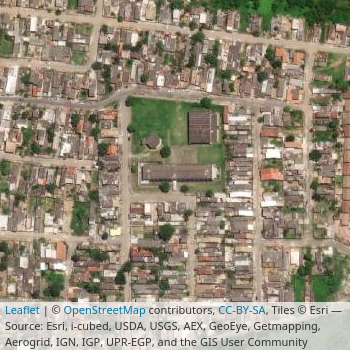 Leaflet | © OpenStreetMap contributors, CC-BY-SA, Tiles © Esri —
Source: Esri, i-cubed, USDA, USGS, AEX, GeoEye, Getmapping,
Aerogrid, IGN, IGP, UPR-EGP, and the GIS User Community